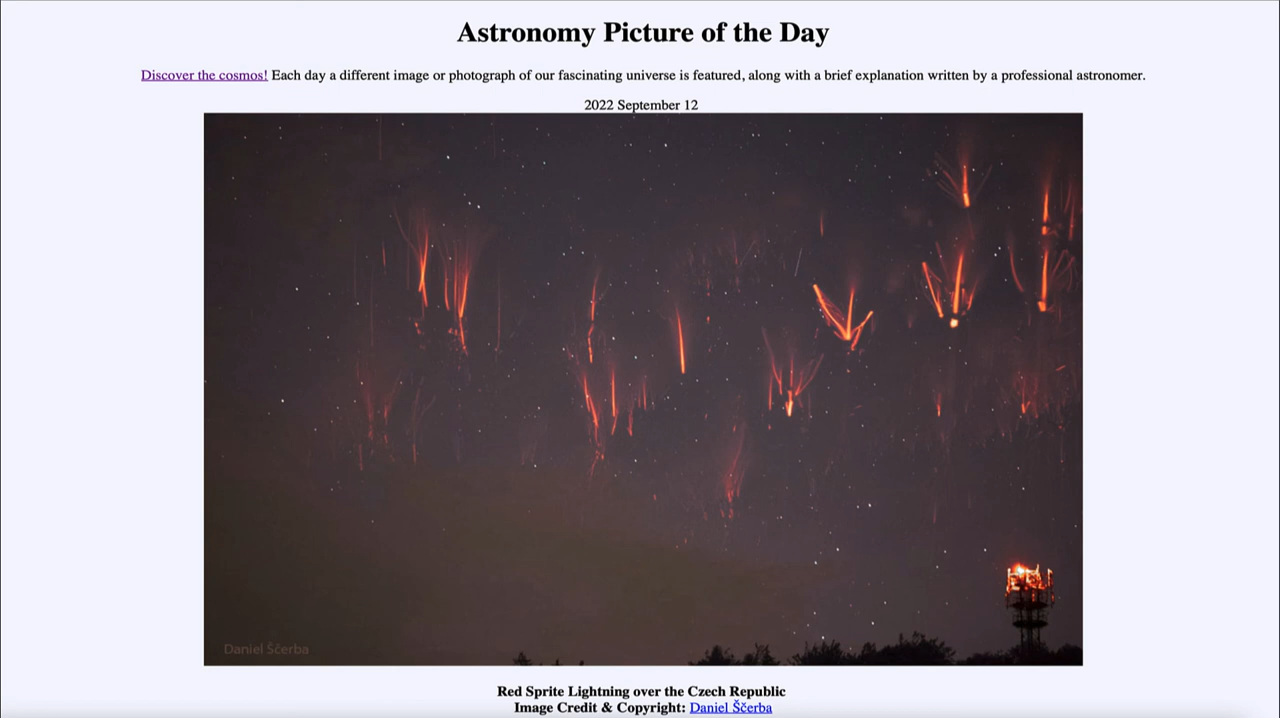 Astronomy Picture of the Day
Discover the cosmos! Each day a different image or photograph of our fascinating universe is featured, along with a brief explanation written by a professional astronomer.
2022 September 12
Daniel Ščerba
Red Sprite Lightning over the Czech Republic
Image Credit & Copyright: Daniel Ščerba